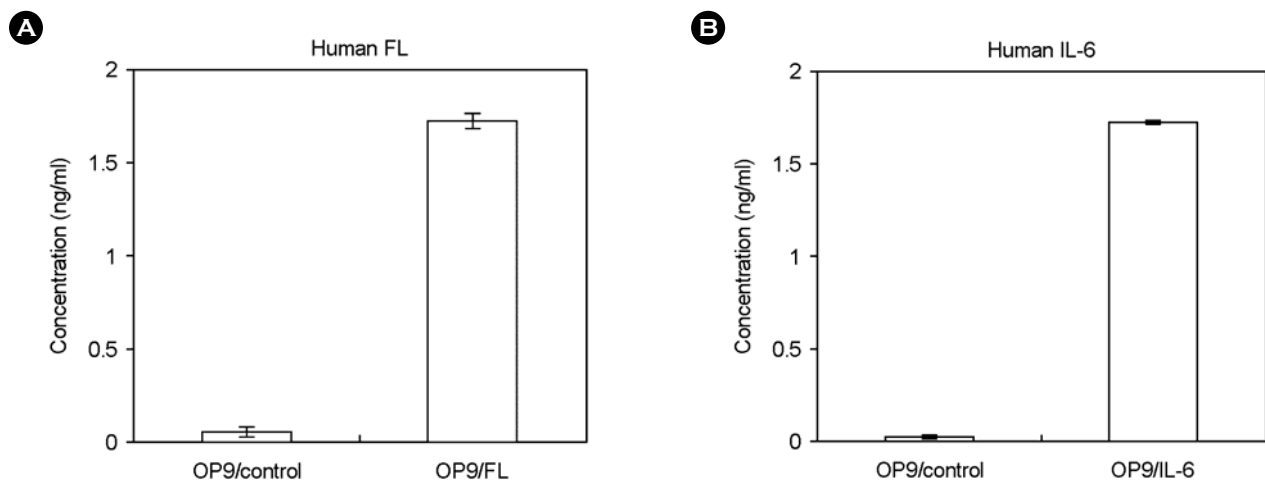 A
Human FL
2
1.5
1
0.5
0
Concentration (ng/ml)
OP9/control OP9/FL
B
Human IL-6
2
1.5
1
0.5
0
Concentration (ng/ml)
OP9/control OP9/IL-6